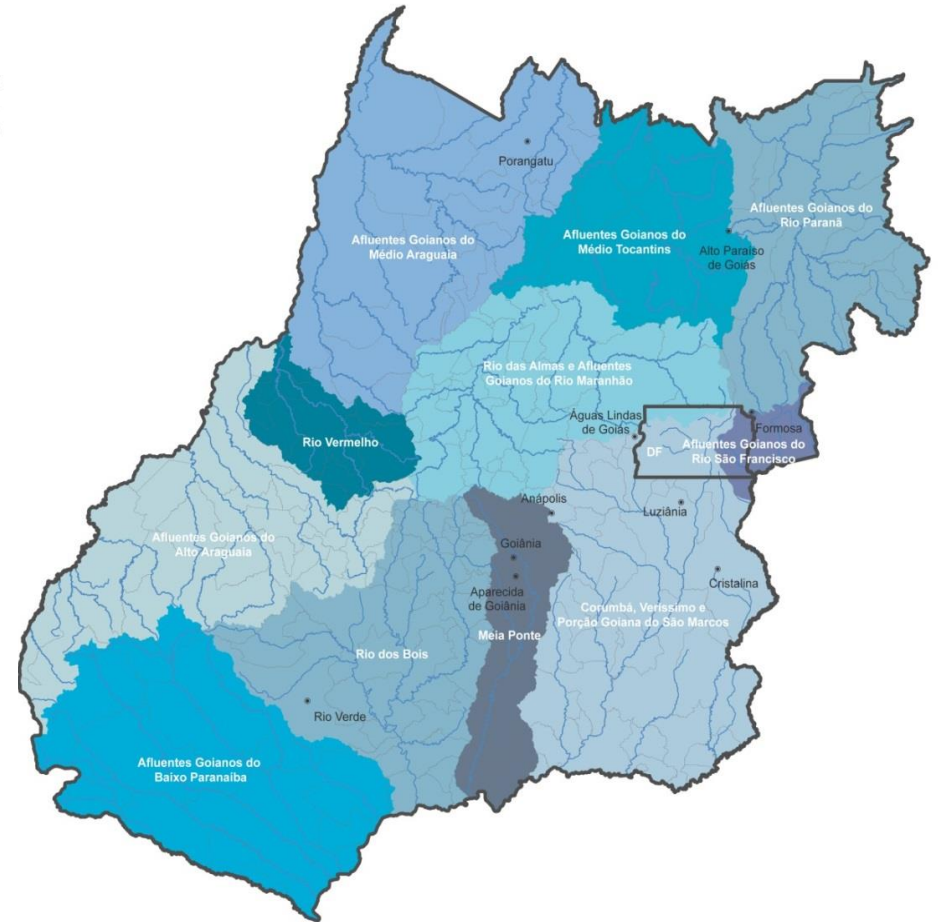 Porangatu
Afluentes Goianos do
Rio Paranã
Afluentes Goianos do
Médio Araguaia
Afluentes Goianos do
Médio Tocantins
Alto Paraíso
de Goiás
Rio das Almas e Afluentes
Goianos do Rio Maranhão
Águas Lindas
de Goiás
Formosa
Rio Vermelho
DF
Afluentes Goianos do
Rio São Francisco
Anápolis
Luziânia
Afluentes Goianos do
Alto Araguaia
Goiânia
Aparecida
de Goiânia
Cristalina
Corumbá, Veríssimo e
Porção Goiana do São Marcos
Meia Ponte
Rio dos Bois
Rio Verde
Afluentes Goianos do
Baixo Paranaíba